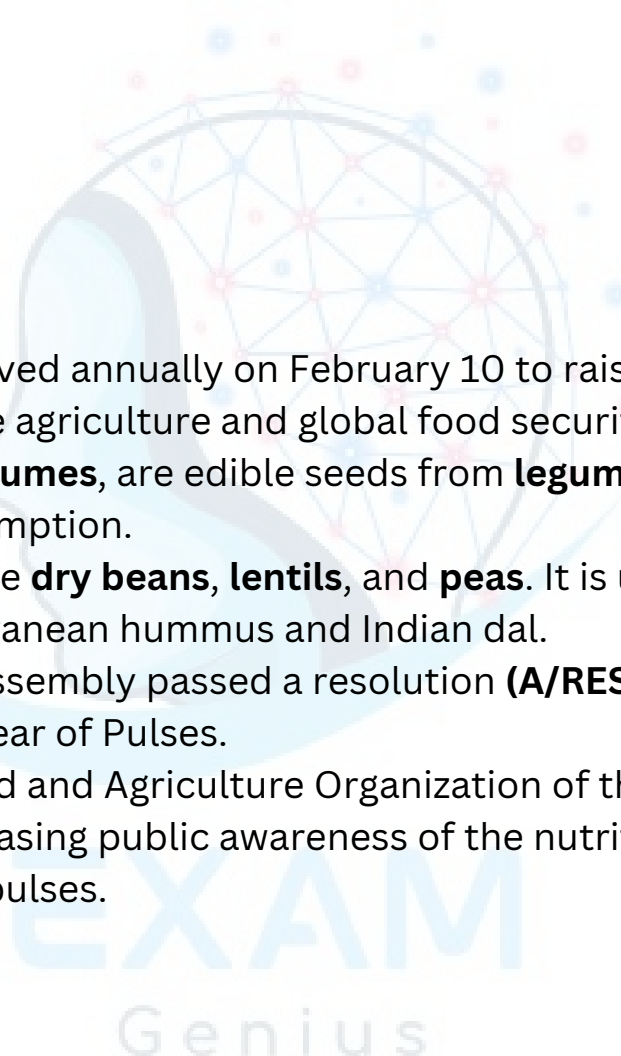 ved annually on February 10 to rais
e agriculture and global food securi
umes, are edible seeds from legum
mption.
e dry beans, lentils, and peas. It is u
anean hummus and Indian dal.
ssembly passed a resolution (A/RES
ear of Pulses.
d and Agriculture Organization of th
asing public awareness of the nutri
pulses.
EXAM
Genius